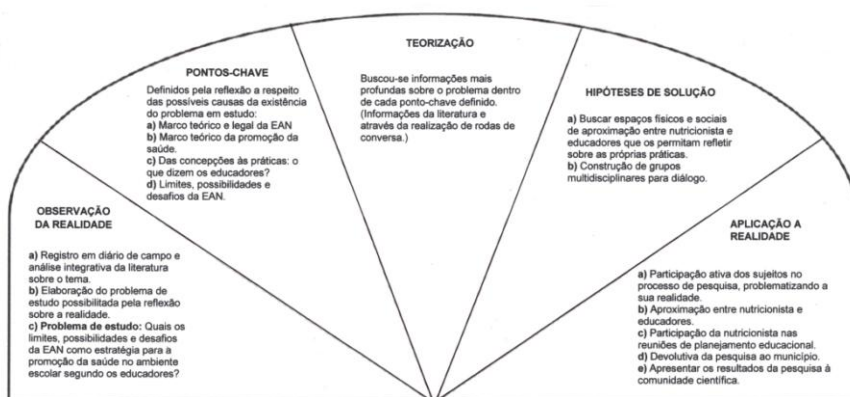 OBSERVAÇÃO
DA REALIDADE
a) Registro em diário de campo e
análise integrativa da literatura
sobre o tema.
b) Elaboração do problema de
estudo possibilitada pela reflexão
sobre a realidade.
c) Problema de estudo: Quais os
limites, possibilidades e desafios
da EAN como estratégia para a
promoção da saúde no ambiente
escolar segundo os educadores?
PONTOS-CHAVE
Definidos pela reflexão a respeito
das possíveis causas da existência
do problema em estudo:
a) Marco teórico e legal da EAN
b) Marco teórico da promoção da
saúde.
c) Das concepções às práticas: o
que dizem os educadores?
d) Limites, possibilidades e
desafios da EAN.
TEORIZAÇÃO
Buscou-se informações mais
profundas sobre o problema dentro
de cada ponto-chave definido.
(Informações da literatura e
através da realização de rodas de
conversa.)
HIPÓTESES DE SOLUÇÃO
a) Buscar espaços físicos e sociais
de aproximação entre nutricionista e
educadores que os permitam refletir
sobre as próprias práticas.
b) Construção de grupos
multidisciplinares para diálogo.
APLICAÇÃO A
REALIDADE
a) Participação ativa dos sujeitos no
processo de pesquisa, problematizando a
sua realidade.
b) Aproximação entre nutricionista e
educadores.
c) Participação da nutricionista nas
reuniões de planejamento educacional.
d) Devolutiva da pesquisa ao município.
e) Apresentar os resultados da pesquisa à
comunidade científica.